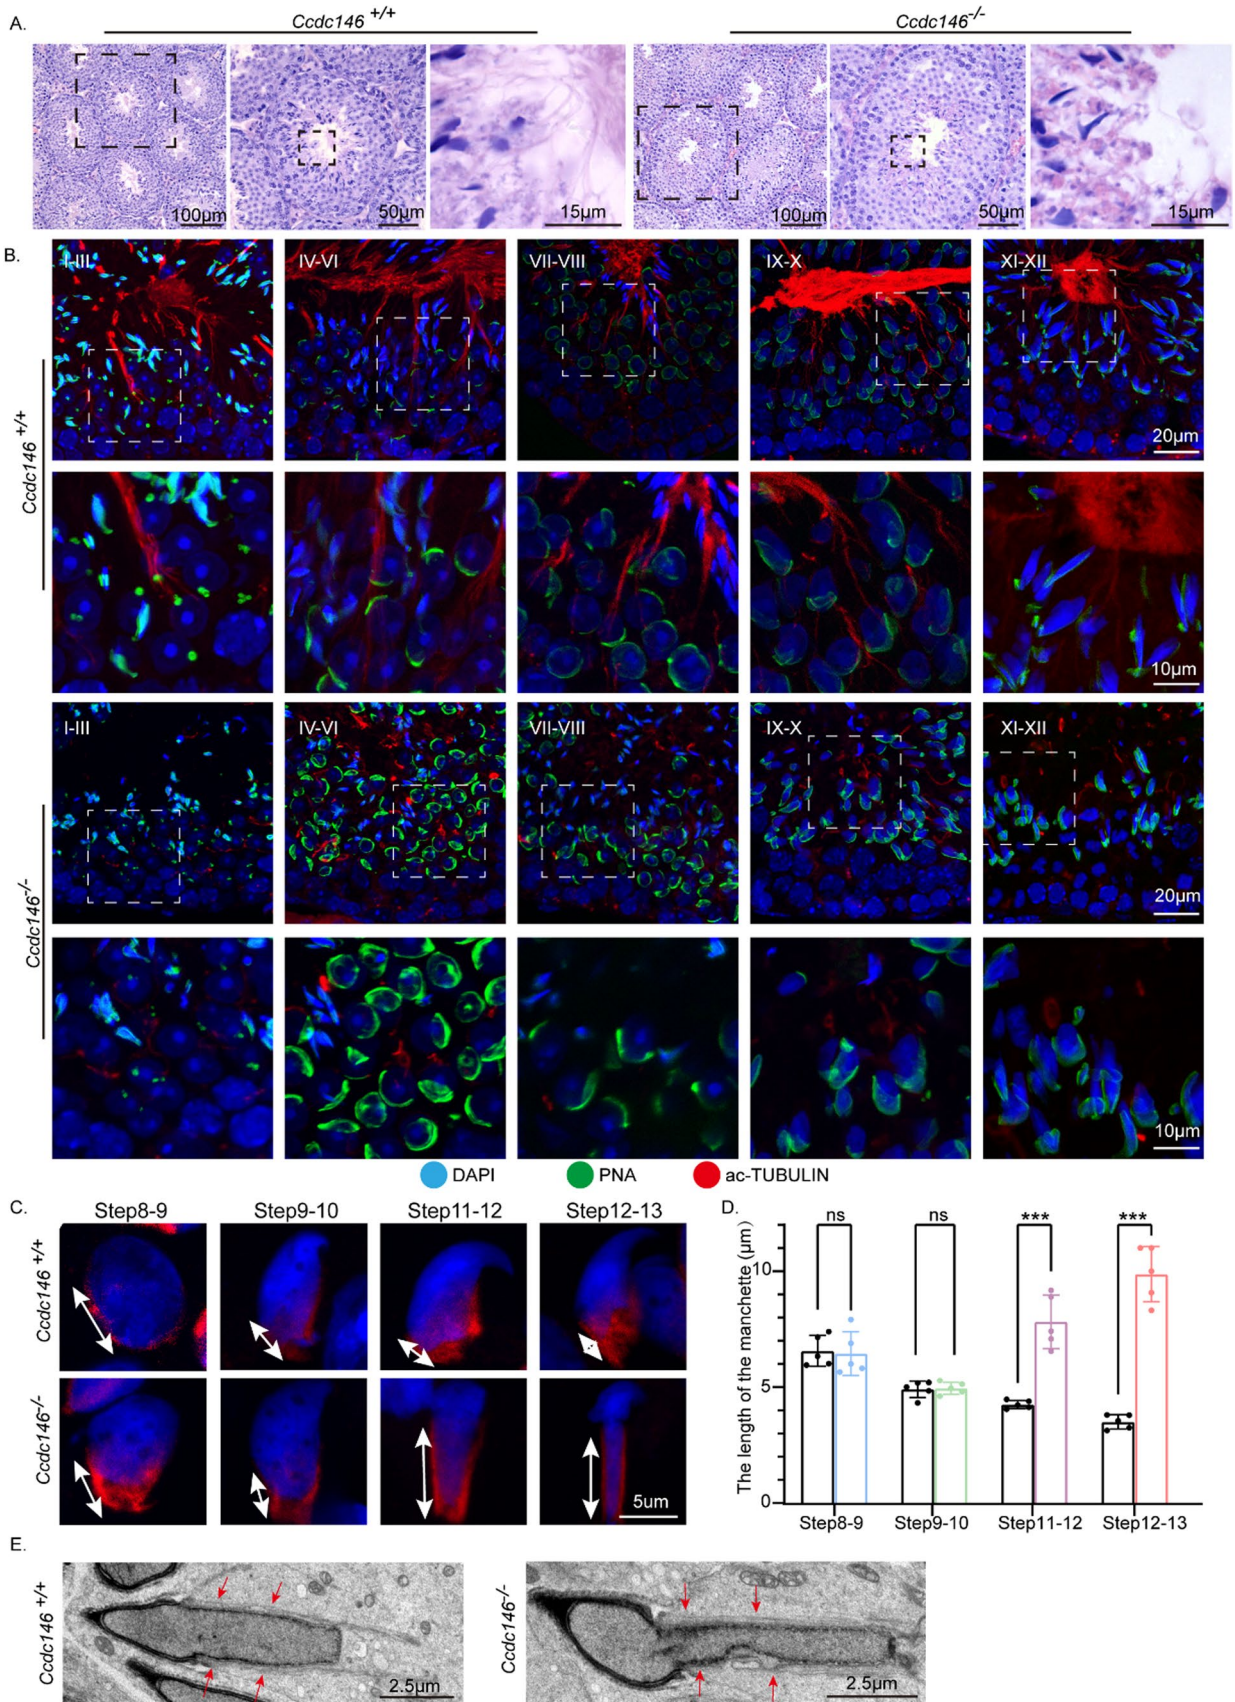 A.
Ccdc146 +/+
Ccdc146 -/-
100μm
50μm
15μm
100μm
50μm
15μm
B.
Ccdc146 +/+
I-III
IV-VI
VII-VIII
IX-X
XI-XII
20μm
10μm
Ccdc146 -/-
I-III
IV-VI
VII-VIII
IX-X
XI-XII
20μm
10μm
DAPI
PNA
ac-TUBULIN
C.
Step8-9
Step9-10
Step11-12
Step12-13
Ccdc146 +/+
Ccdc146 -/-
5um
D.
The length of the manchette (μm)
ns
ns
***
***
10
5
0
Step8-9
Step9-10
Step11-12
Step12-13
E.
Ccdc146 +/+
2.5μm
Ccdc146 -/-
2.5μm